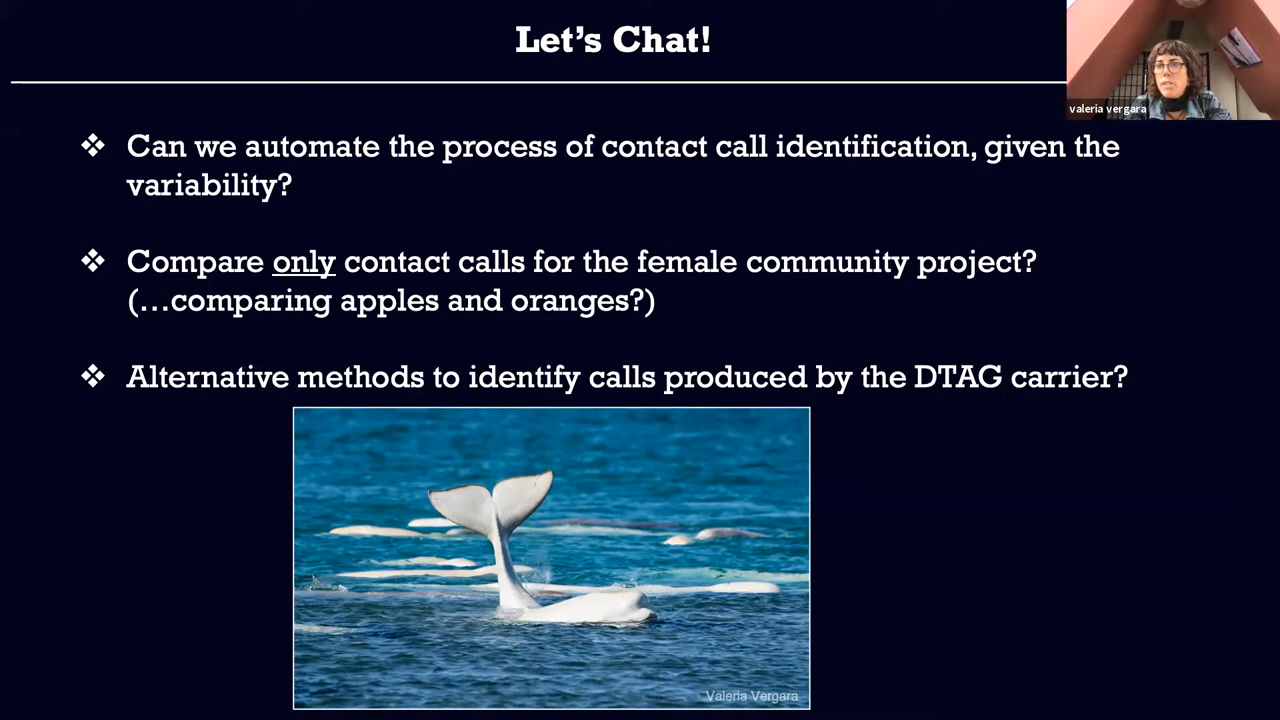 Let's Chat!
valeria vergara
❖ Can we automate the process of contact call identification, given the
variability?
❖ Compare only contact calls for the female community project?
(…comparing apples and oranges?)
❖ Alternative methods to identify calls produced by the DTAG carrier?
Valeria Vergara